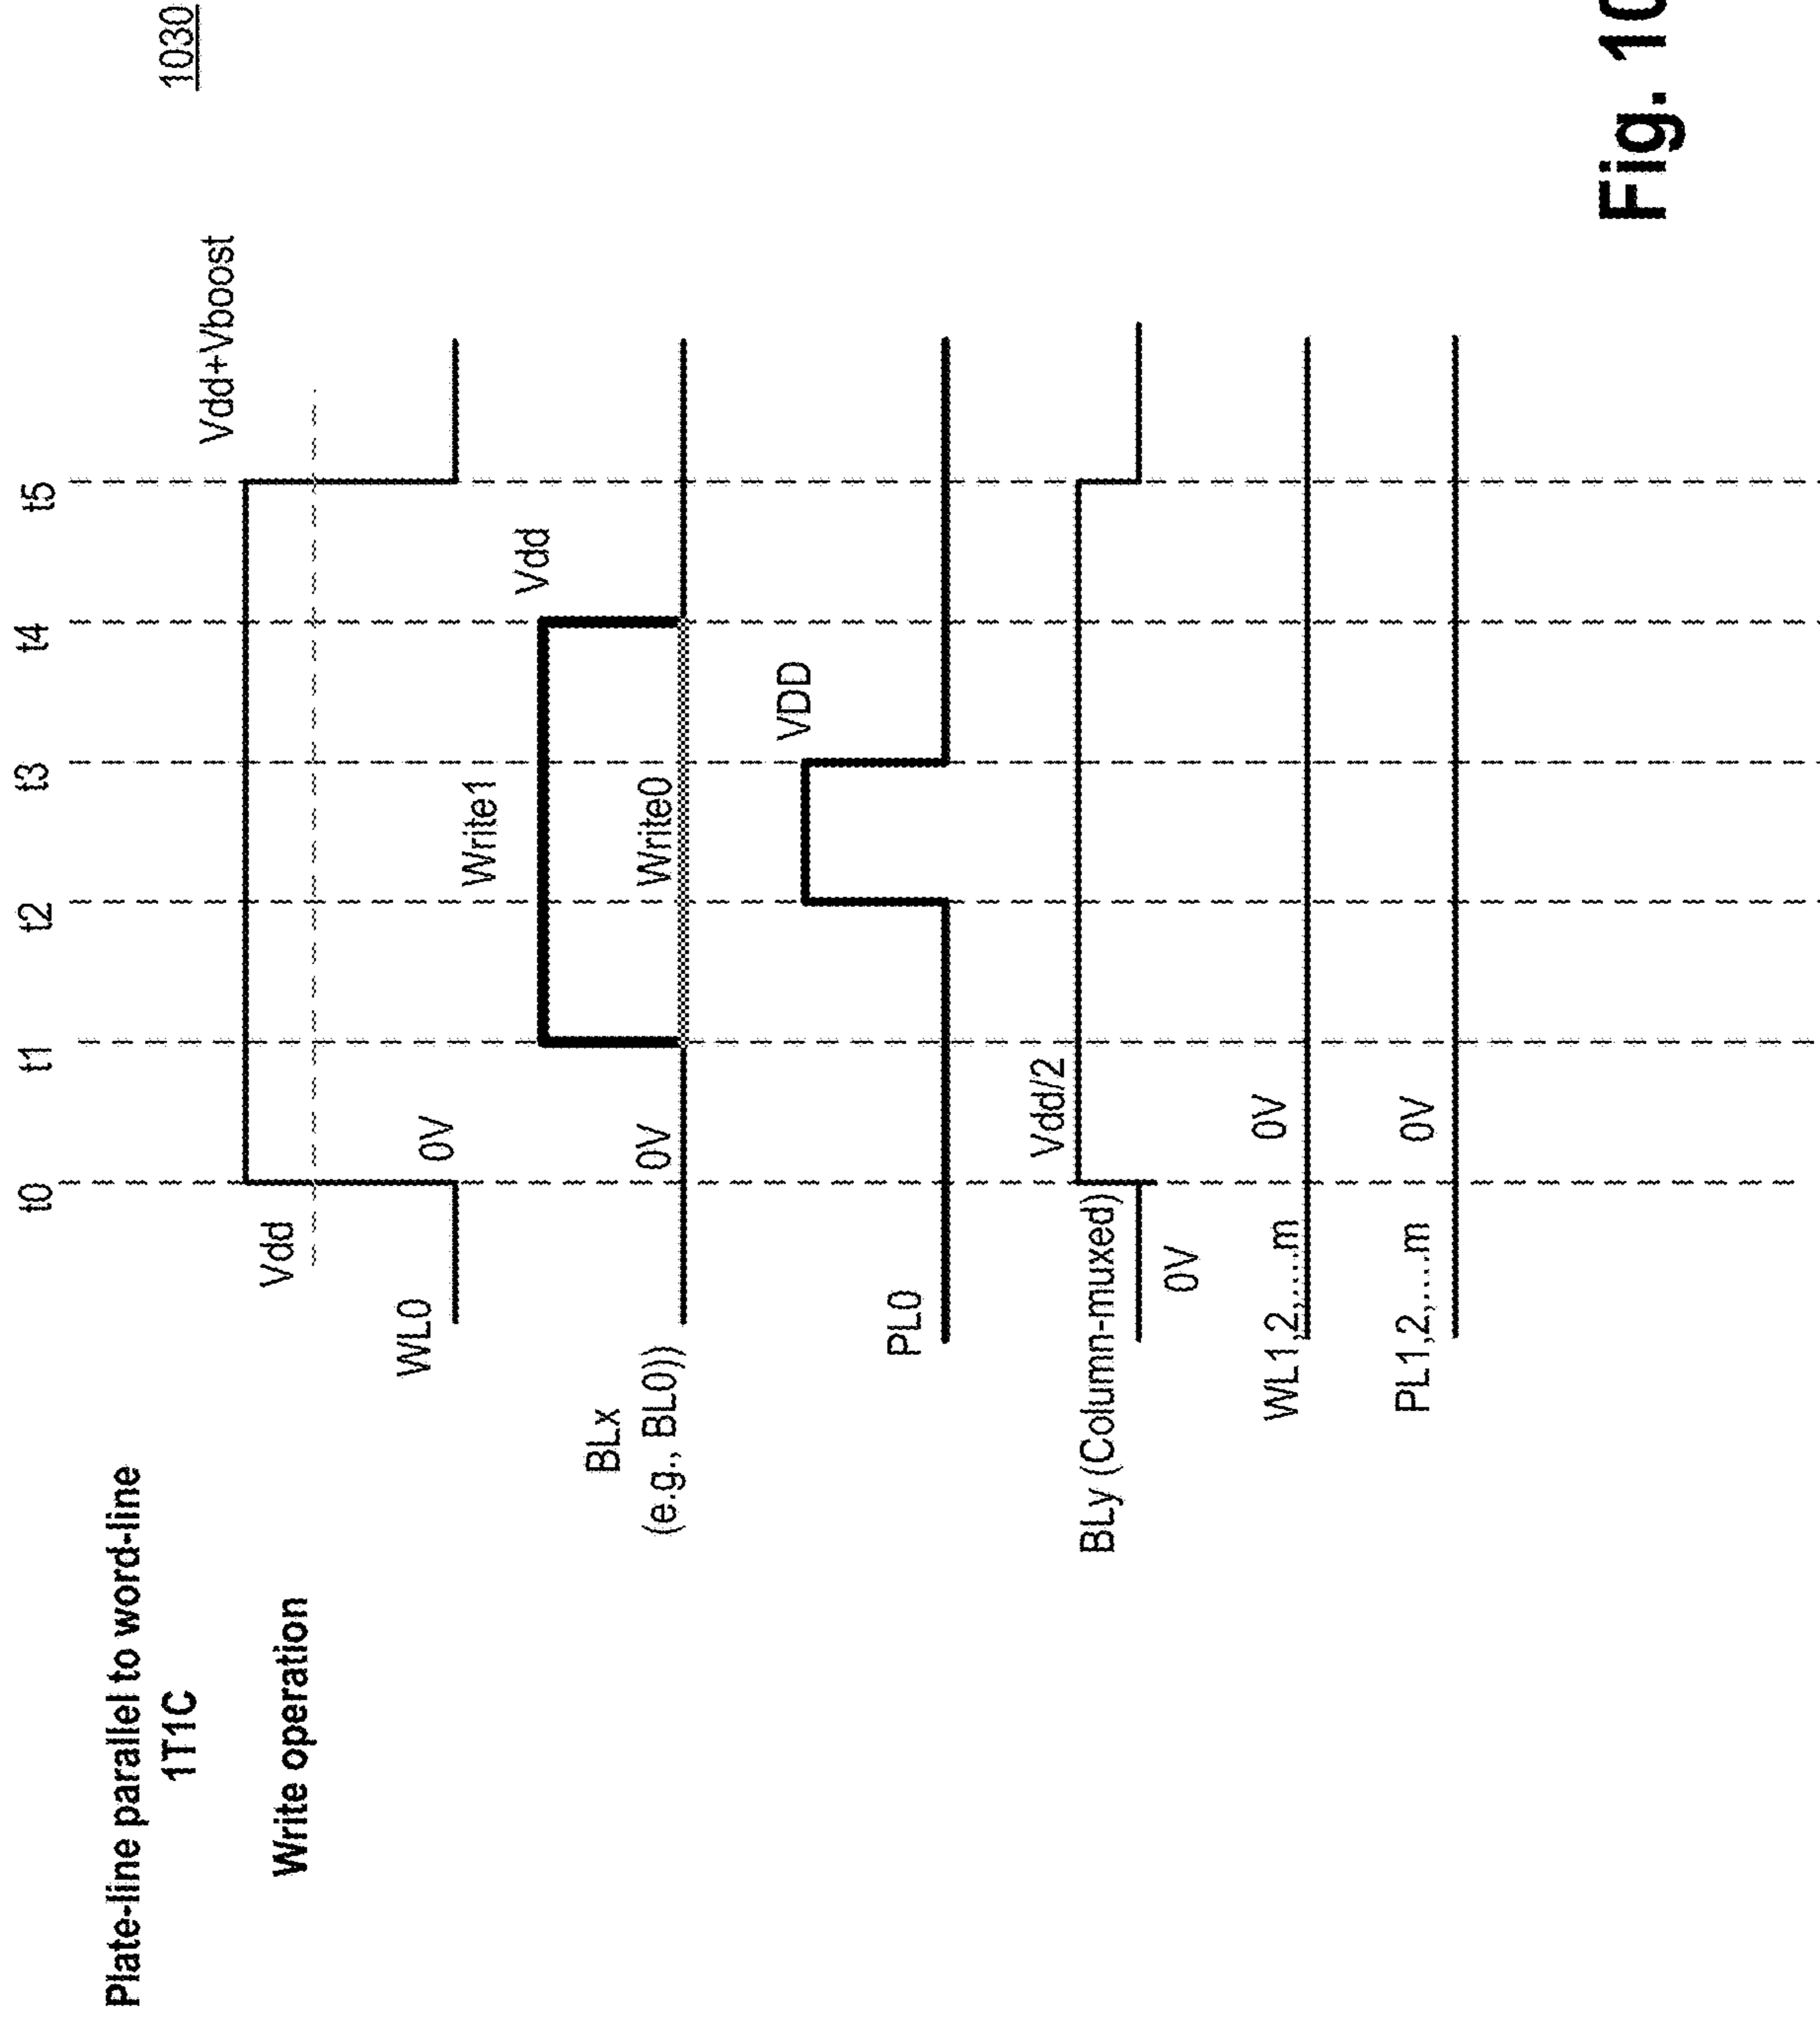 Plate-line parallel to word-line
1T1C
Write operation
1030
t0 t1 t2 t3 t4 t5
Vdd+Vboost
Vdd
WL0
0V
Write1
Vdd
BLx
(e.g., BL0))
0V
Write0
VDD
PL0
Vdd/2
BLy (Column-muxed)
0V
WL1,2,....m
0V
PL1,2,....m
0V
Fig. 10